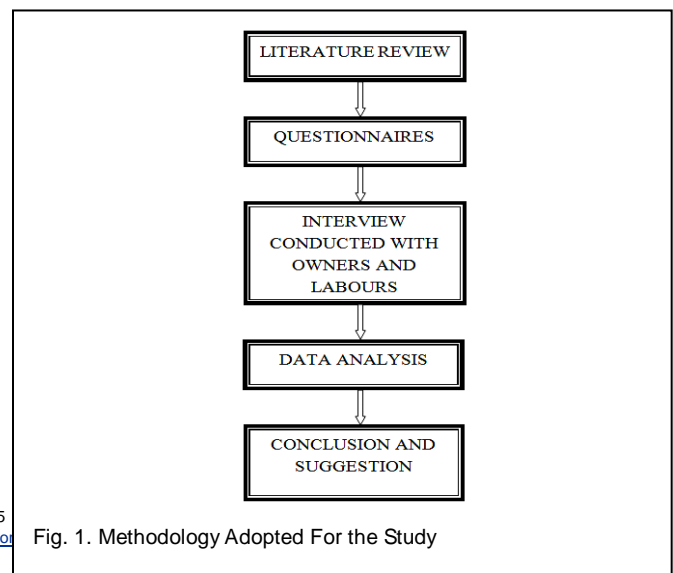 LITERATURE REVIEW
QUESTIONNAIRES
INTERVIEW
CONDUCTED WITH
OWNERS AND
LABOURS
DATA ANALYSIS
CONCLUSION AND
SUGGESTION
5
Fig. 1. Methodology Adopted For the Study